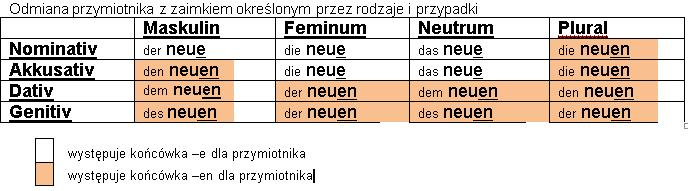 Odmiana przymiotnika z zaimkiem określonym przez rodzaje i przypadki
Maskulin Feminum Neutrum Plural
Nominativ der neue die neue das neue die neuen
Akkusativ den neuen die neue das neue die neuen
Dativ dem neuen der neuen dem neuen den neuen
Genitiv des neuen der neuen des neuen der neuen
występuje końcówka –e dla przymiotnika
występuje końcówka –en dla przymiotnika